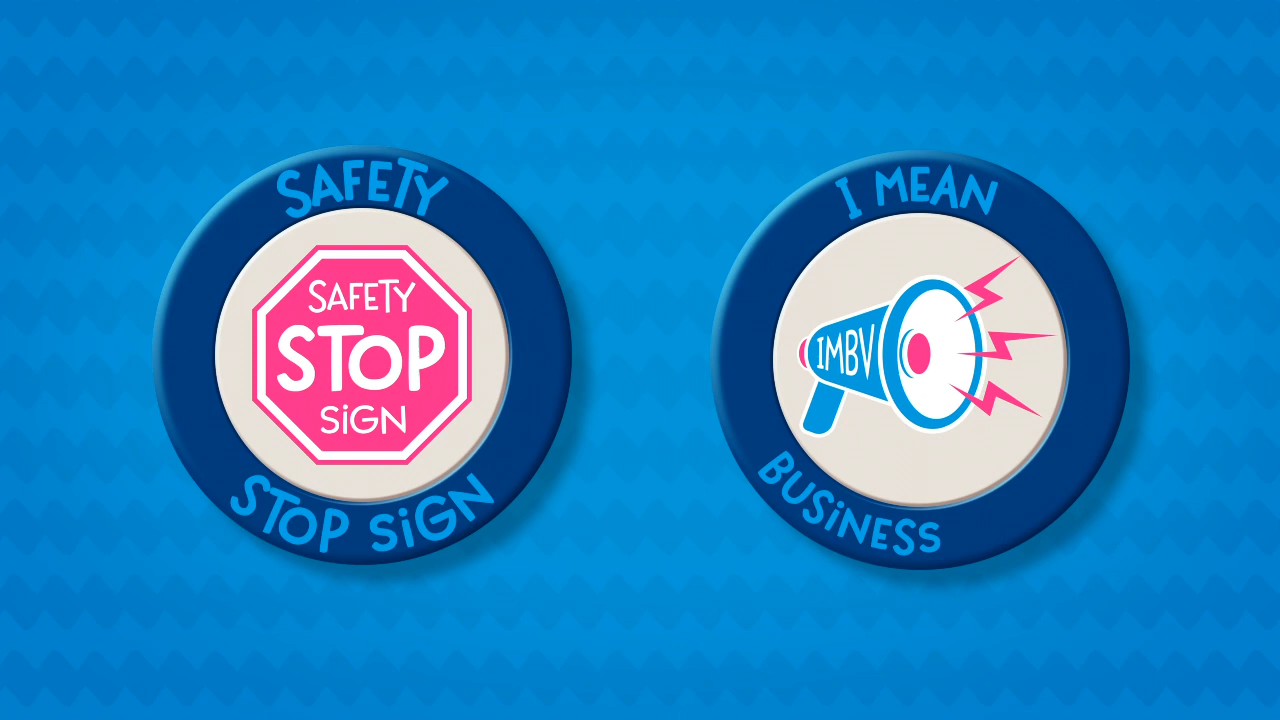 SAFETY
SAFETY
STOP
SiGN
STOP SiGN
I MEAN
IMBV
BUSiNESS